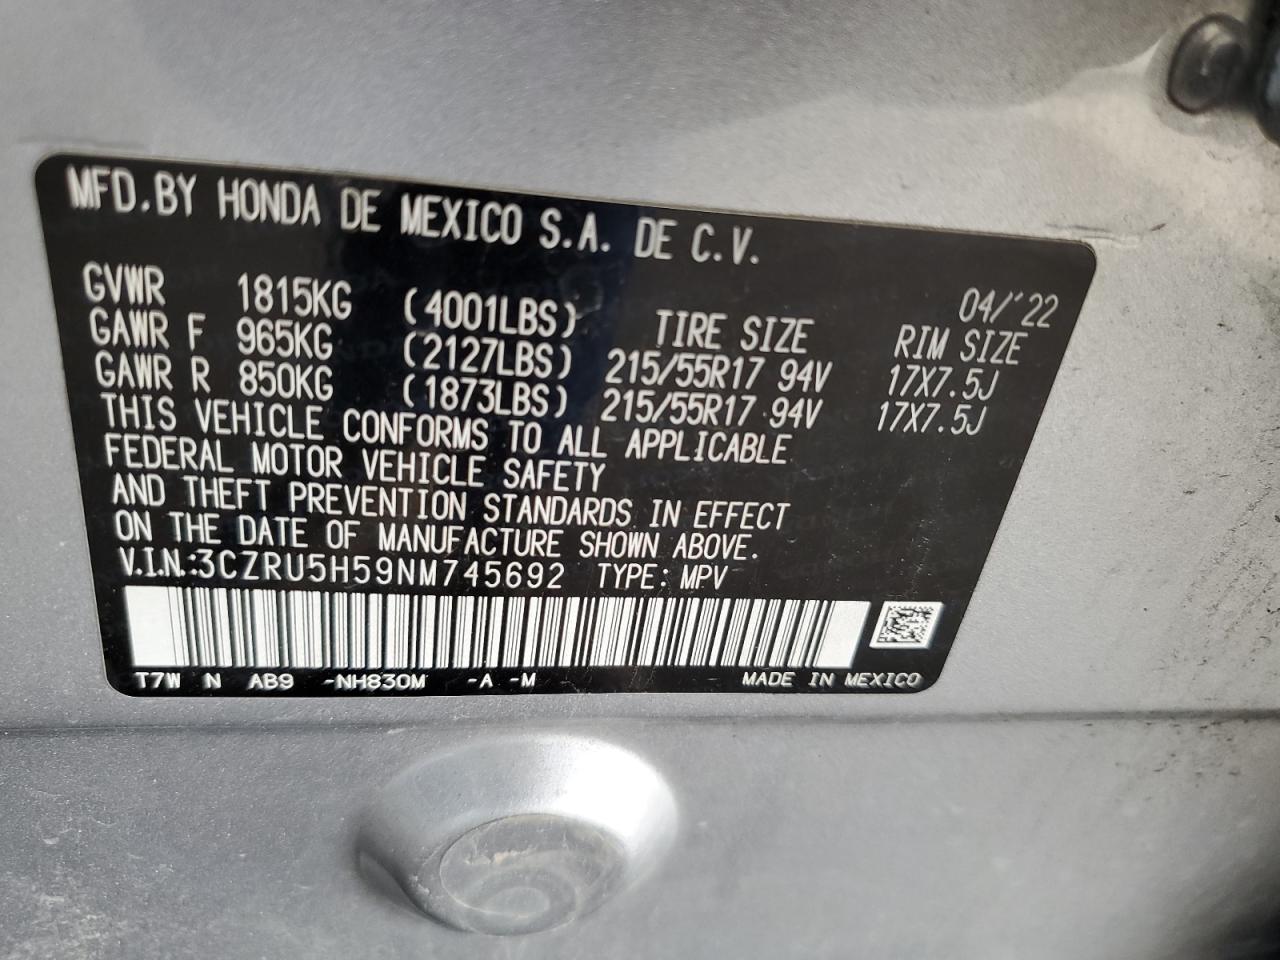 MFD.BY HONDA DE MEXICO S.A. DE C.V.
04/'22
GVWR 1815KG (4001LBS) TIRE SIZE RIM SIZE
GAWR F 965KG (2127LBS) 215/55R17 94V 17X7.5J
GAWR R 850KG (1873LBS) 215/55R17 94V 17X7.5J
THIS VEHICLE CONFORMS TO ALL APPLICABLE
FEDERAL MOTOR VEHICLE SAFETY
AND THEFT PREVENTION STANDARDS IN EFFECT
ON THE DATE OF MANUFACTURE SHOWN ABOVE.
V.I.N.:3CZRU5H59NM745692 TYPE: MPV
T7W N AB9 -NH830M -A -M MADE IN MEXICO